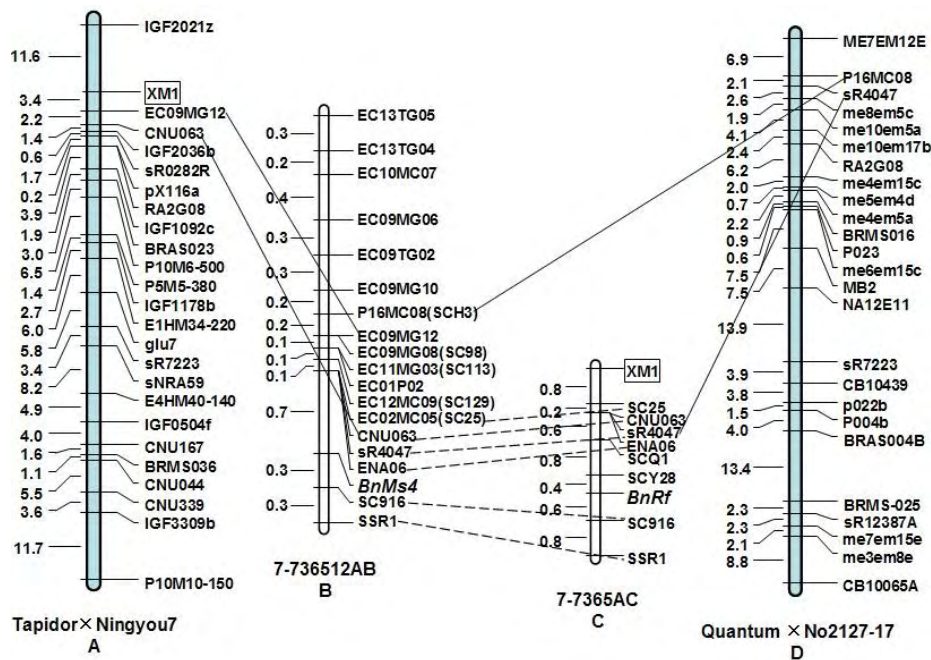 IGF2021z
11.6
XM1
3.4
EC09MG12
2.2
CNU063
1.4
IGF2036b
0.6
sR0282R
1.7
pX116a
0.2
RA2G08
3.9
IGF1092c
1.9
BRAS023
3.0
P10M6-500
6.5
P5M5-380
1.4
IGF1178b
2.7
E1HM34-220
6.0
glu7
5.8
sR7223
3.4
sNRA59
8.2
E4HM40-140
4.9
IGF0504f
4.0
CNU167
1.6
BRMS036
1.1
CNU044
5.5
CNU339
3.6
IGF3309b
11.7
P10M10-150
Tapidor × Ningyou7
A
EC13TG05
0.3
EC13TG04
0.2
EC10MC07
0.4
EC09MG06
0.3
EC09TG02
0.3
EC09MG10
0.2
P16MC08(SCH3)
0.2
EC09MG12
0.1
EC09MG08(SC98)
0.1
EC11MG03(SC113)
0.1
EC01P02
EC12MC09(SC129)
0.7
EC02MC05(SC25)
CNU063
sR4047
ENA06
0.3
BnMs4
SC916
0.3
SSR1
7-736512AB
B
XM1
0.8
SC25
0.2
CNU063
0.6
sR4047
ENA06
0.8
SCQ1
SCY28
0.4
BnRf
0.6
SC916
0.8
SSR1
7-7365AC
C
ME7EM12E
6.9
P16MC08
2.1
sR4047
2.6
me8em5c
1.9
me10em5a
4.1
me10em17b
2.4
RA2G08
6.2
me4em15c
2.0
me5em4d
0.7
me4em5a
2.2
BRMS016
0.9
P023
0.6
me6em15c
7.5
MB2
7.5
NA12E11
13.9
sR7223
3.9
CB10439
3.8
p022b
1.5
P004b
4.0
BRAS004B
13.4
BRMS-025
2.3
sR12387A
2.3
me7em15e
2.1
me3em8e
8.8
CB10065A
Quantum × No2127-17
D